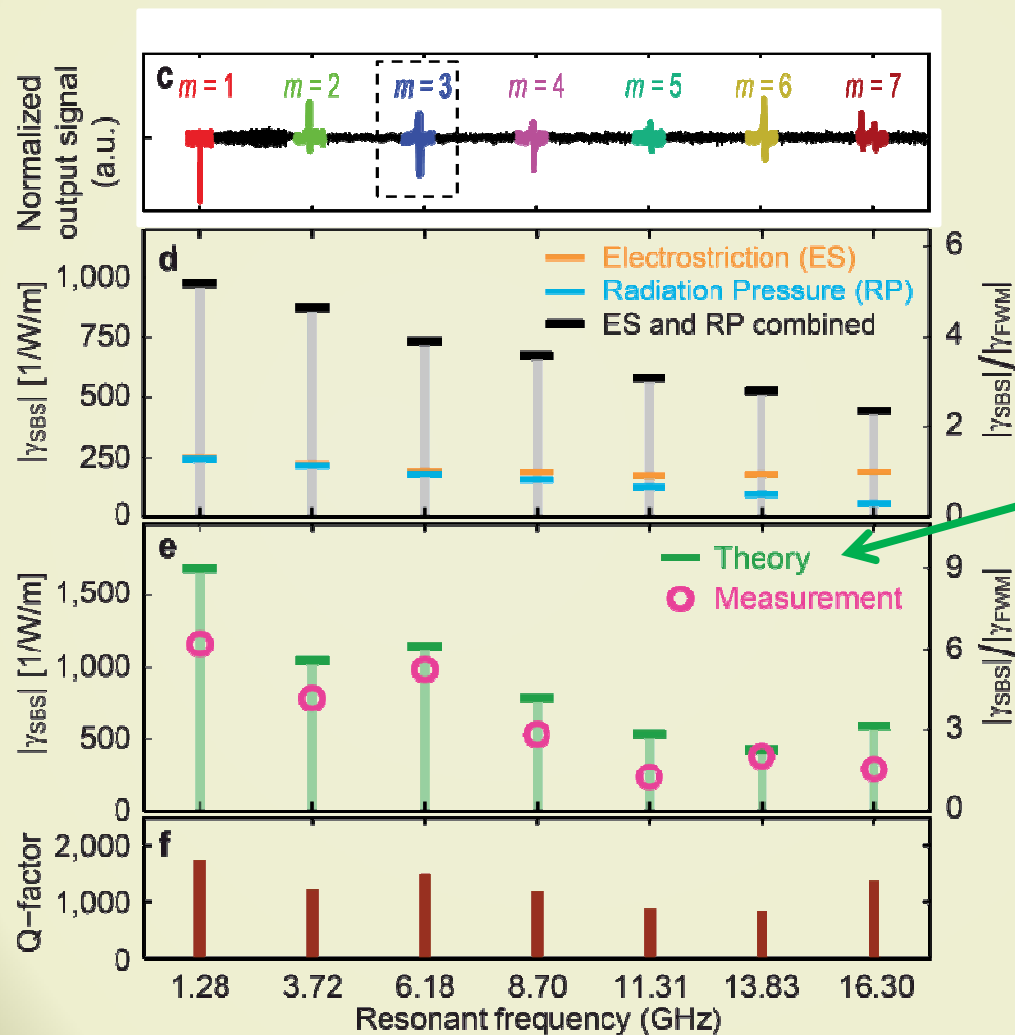 Normalized
output signal
(a.u.)
c
m = 1
m = 2
m = 3
m = 4
m = 5
m = 6
m = 7
d
|γSBS| [1/W/m]
1,000
750
500
250
0
Electrostriction (ES)
Radiation Pressure (RP)
ES and RP combined
6
4
2
0
|γSBS|/|γFWM|
e
|γSBS| [1/W/m]
1,500
1,000
500
0
Theory
Measurement
9
6
3
0
|γSBS|/|γFWM|
f
Q-factor
2,000
1,000
0
1.28 3.72 6.18 8.70 11.31 13.83 16.30
Resonant frequency (GHz)